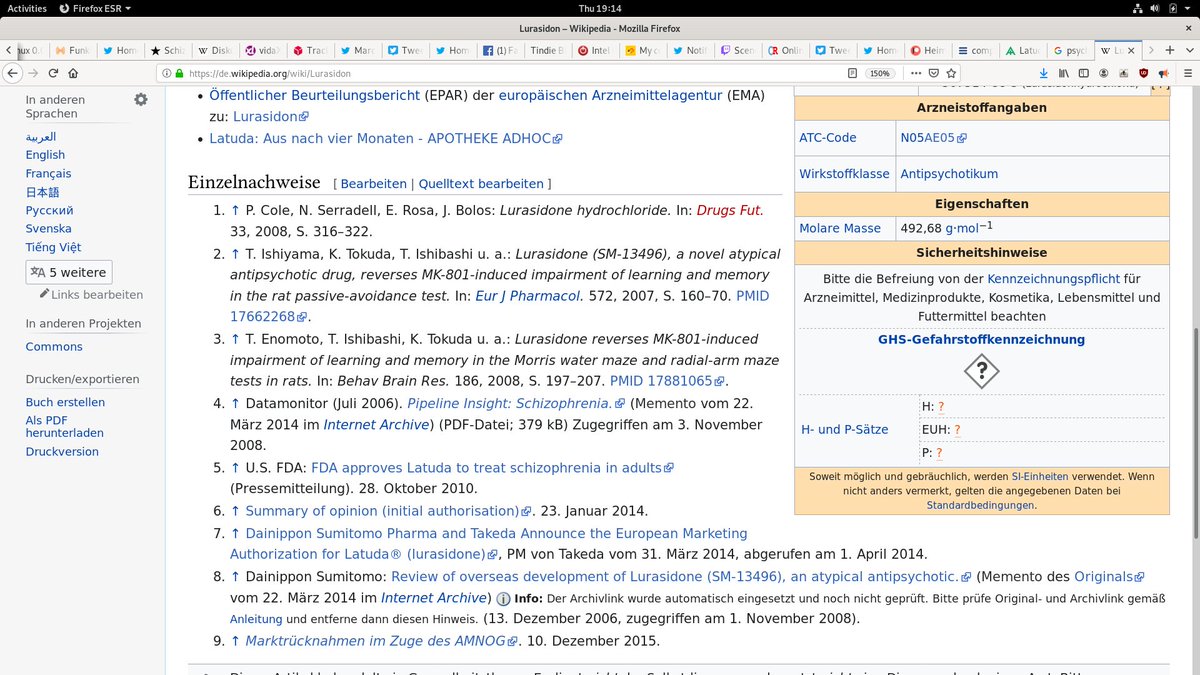 Activities Firefox ESR Thu 19:14
Lurasidon – Wikipedia - Mozilla Firefox
Funk Hom Schiz W Disk vida Trac Marc Twee Hom (1) Fa Tindie B Intel My c Notif Scen Onlin Twee Hom Heim comp Latu psyc W Lu
https://de.wikipedia.org/wiki/Lurasidon 150%
In anderen
Sprachen
العربية
English
Français
日本語
Русский
Svenska
Tiếng Việt
5 weitere
Links bearbeiten
In anderen Projekten
Commons
Drucken/exportieren
Buch erstellen
Als PDF
herunterladen
Druckversion
• Öffentlicher Beurteilungsbericht (EPAR) der europäischen Arzneimittelagentur (EMA)
zu: Lurasidon
• Latuda: Aus nach vier Monaten - APOTHEKE ADHOC
Einzelnachweise [ Bearbeiten | Quelltext bearbeiten ]
1. ↑ P. Cole, N. Serradell, E. Rosa, J. Bolos: Lurasidone hydrochloride. In: Drugs Fut.
33, 2008, S. 316–322.
2. ↑ T. Ishiyama, K. Tokuda, T. Ishibashi u. a.: Lurasidone (SM-13496), a novel atypical
antipsychotic drug, reverses MK-801-induced impairment of learning and memory
in the rat passive-avoidance test. In: Eur J Pharmacol. 572, 2007, S. 160–70. PMID
17662268.
3. ↑ T. Enomoto, T. Ishibashi, K. Tokuda u. a.: Lurasidone reverses MK-801-induced
impairment of learning and memory in the Morris water maze and radial-arm maze
tests in rats. In: Behav Brain Res. 186, 2008, S. 197–207. PMID 17881065.
4. ↑ Datamonitor (Juli 2006). Pipeline Insight: Schizophrenia. (Memento vom 22.
März 2014 im Internet Archive) (PDF-Datei; 379 kB) Zugegriffen am 3. November
2008.
5. ↑ U.S. FDA: FDA approves Latuda to treat schizophrenia in adults
(Pressemitteilung). 28. Oktober 2010.
6. ↑ Summary of opinion (initial authorisation). 23. Januar 2014.
7. ↑ Dainippon Sumitomo Pharma and Takeda Announce the European Marketing
Authorization for Latuda® (lurasidone), PM von Takeda vom 31. März 2014, abgerufen am 1. April 2014.
8. ↑ Dainippon Sumitomo: Review of overseas development of Lurasidone (SM-13496), an atypical antipsychotic. (Memento des Originals
vom 22. März 2014 im Internet Archive) Info: Der Archivlink wurde automatisch eingesetzt und noch nicht geprüft. Bitte prüfe Original- und Archivlink gemäß
Anleitung und entferne dann diesen Hinweis. (13. Dezember 2006, zugegriffen am 1. November 2008).
9. ↑ Marktrücknahmen im Zuge des AMNOG. 10. Dezember 2015.
Arzneistoffangaben
ATC-Code N05AE05
Wirkstoffklasse Antipsychotikum
Eigenschaften
Molare Masse 492,68 g·mol−1
Sicherheitshinweise
Bitte die Befreiung von der Kennzeichnungspflicht für
Arzneimittel, Medizinprodukte, Kosmetika, Lebensmittel und
Futtermittel beachten
GHS-Gefahrstoffkennzeichnung
?
H- und P-Sätze
H: ?
EUH: ?
P: ?
Soweit möglich und gebräuchlich, werden SI-Einheiten verwendet. Wenn
nicht anders vermerkt, gelten die angegebenen Daten bei
Standardbedingungen.